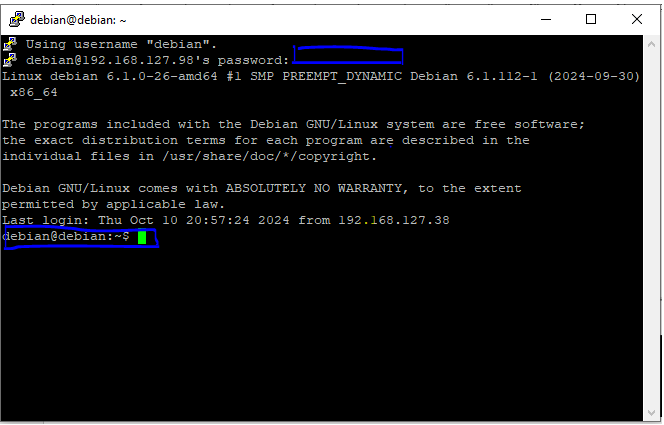 debian@debian: ~
Using username "debian".
debian@192.168.127.98's password:
Linux debian 6.1.0-26-amd64 #1 SMP PREEMPT_DYNAMIC Debian 6.1.112-1 (2024-09-30)
x86_64
The programs included with the Debian GNU/Linux system are free software;
the exact distribution terms for each program are described in the
individual files in /usr/share/doc/*/copyright.
Debian GNU/Linux comes with ABSOLUTELY NO WARRANTY, to the extent
permitted by applicable law.
Last login: Thu Oct 10 20:57:24 2024 from 192.168.127.38
debian@debian:~$